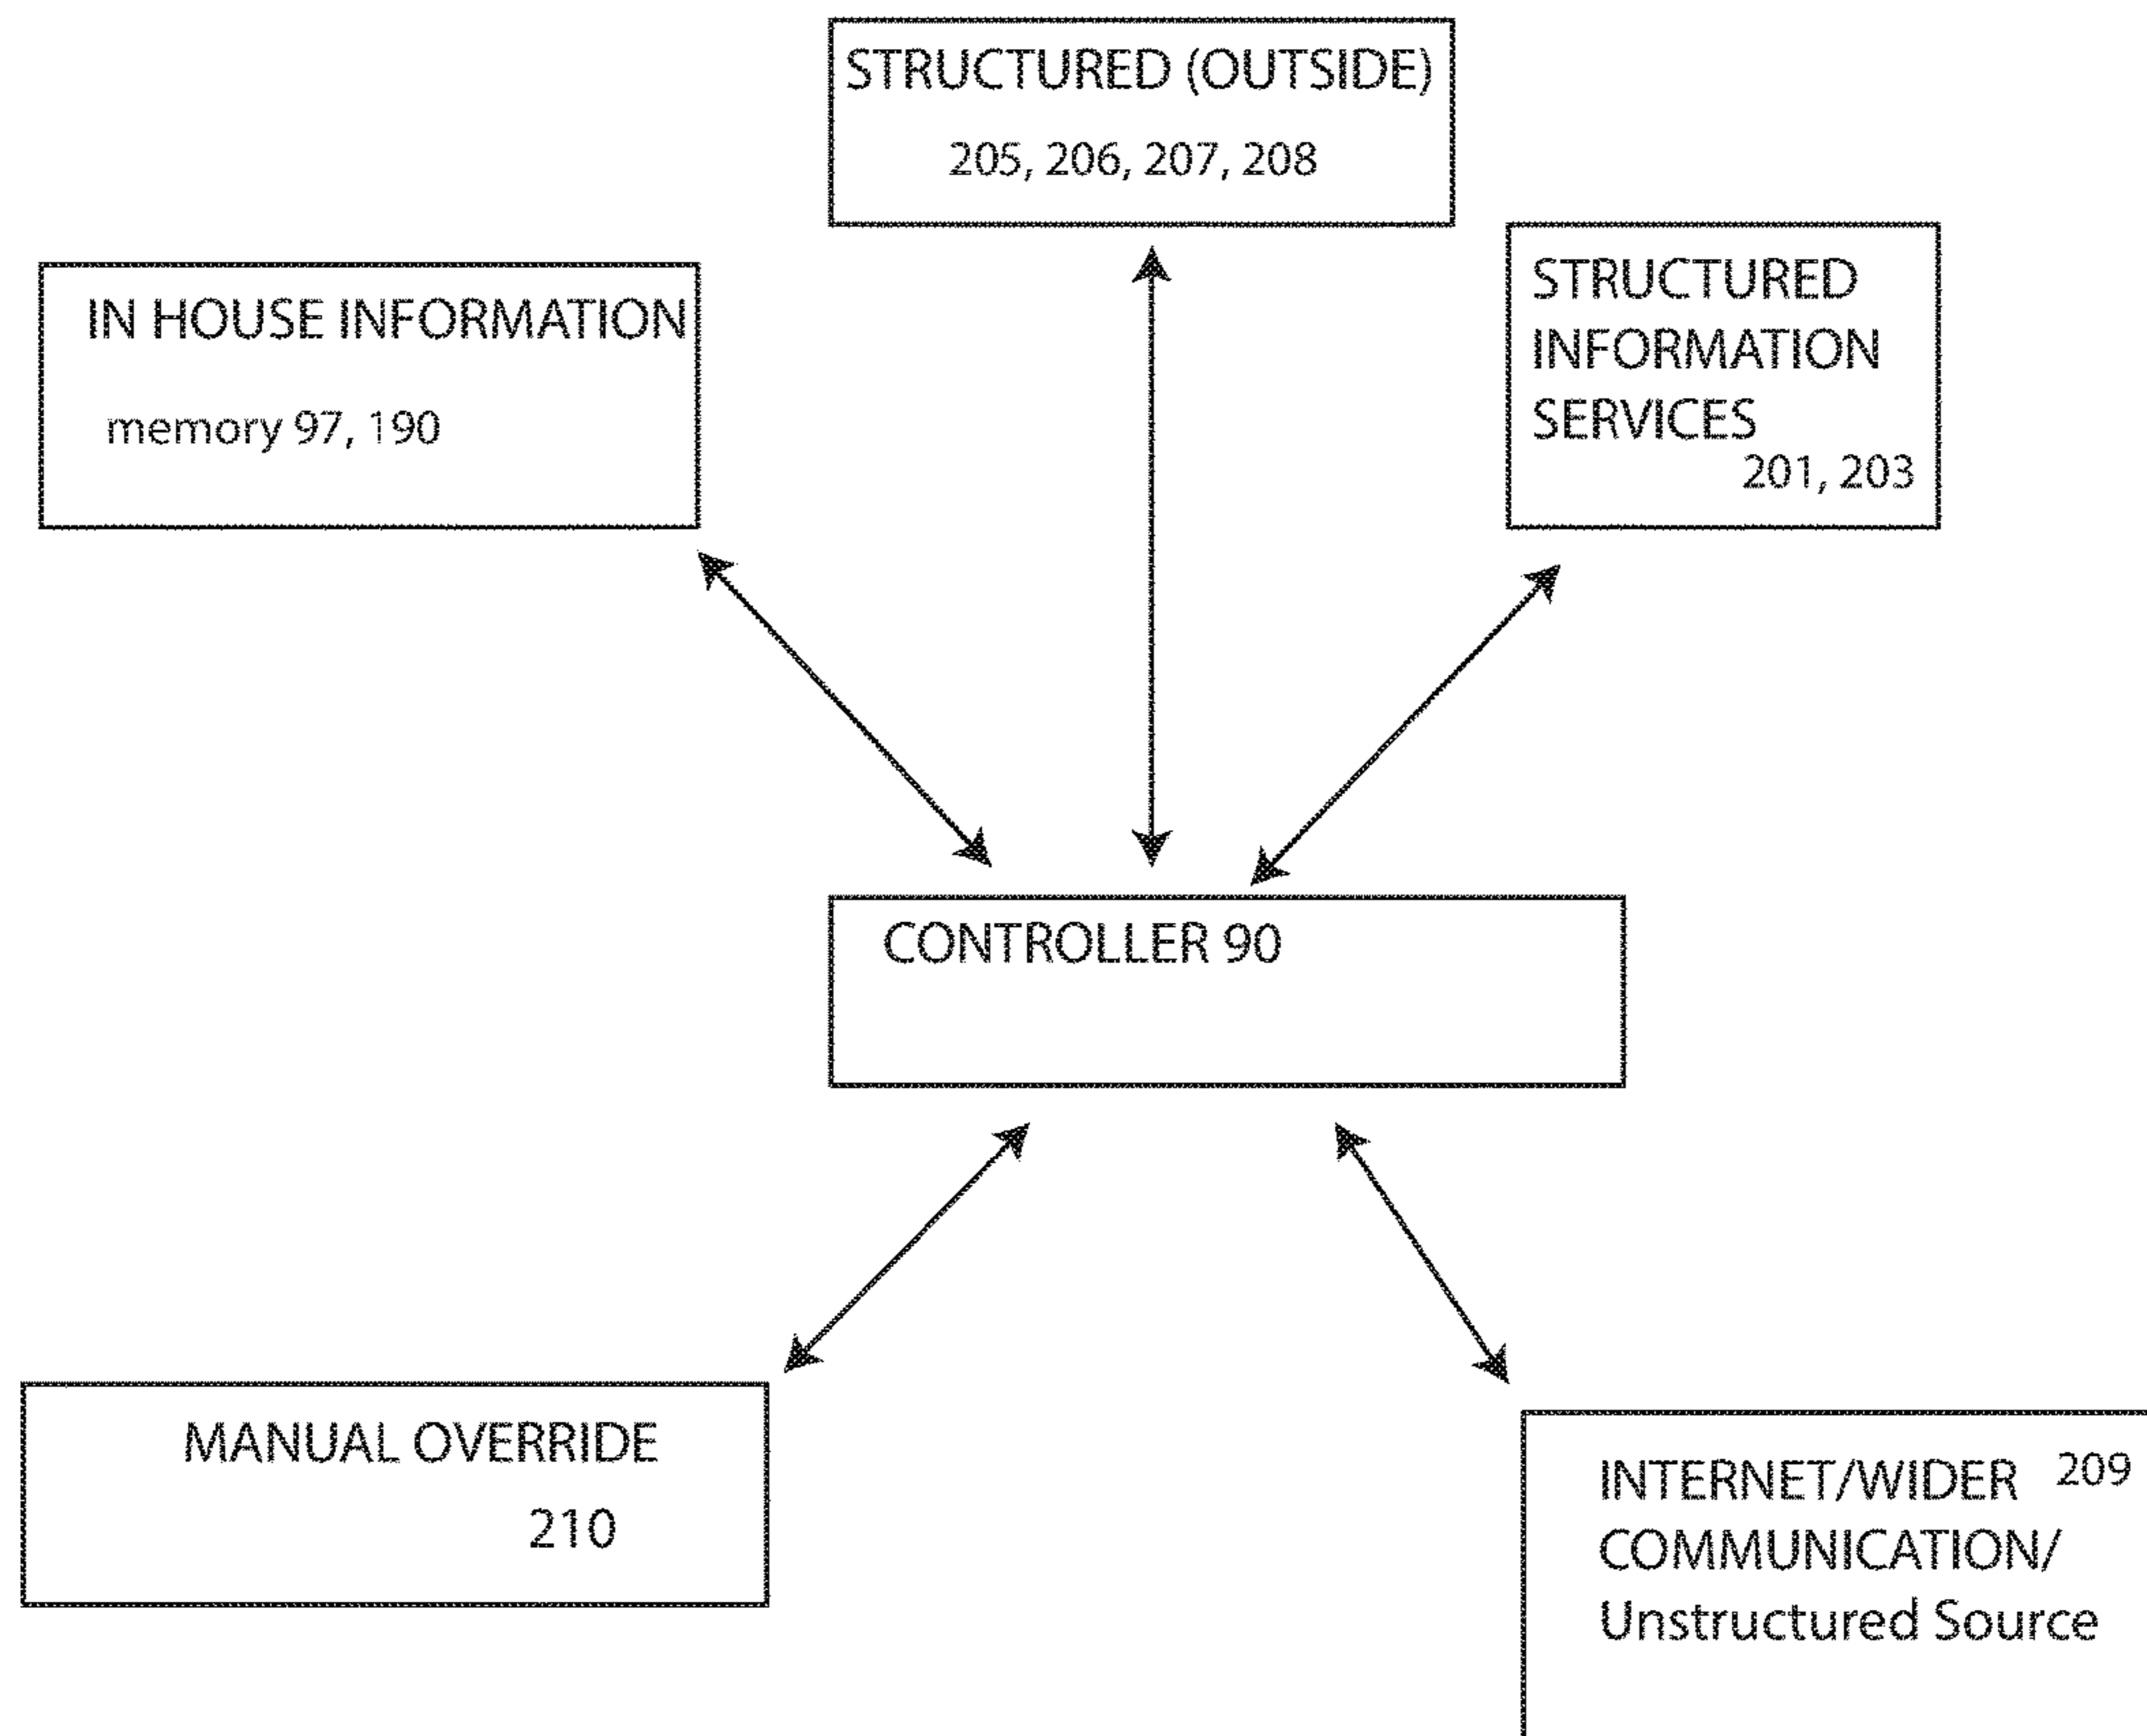 STRUCTURED (OUTSIDE)
205, 206, 207, 208
IN HOUSE INFORMATION
memory 97, 190
STRUCTURED
INFORMATION
SERVICES
201, 203
CONTROLLER 90
MANUAL OVERRIDE
210
INTERNET/WIDER 209
COMMUNICATION/
Unstructured Source